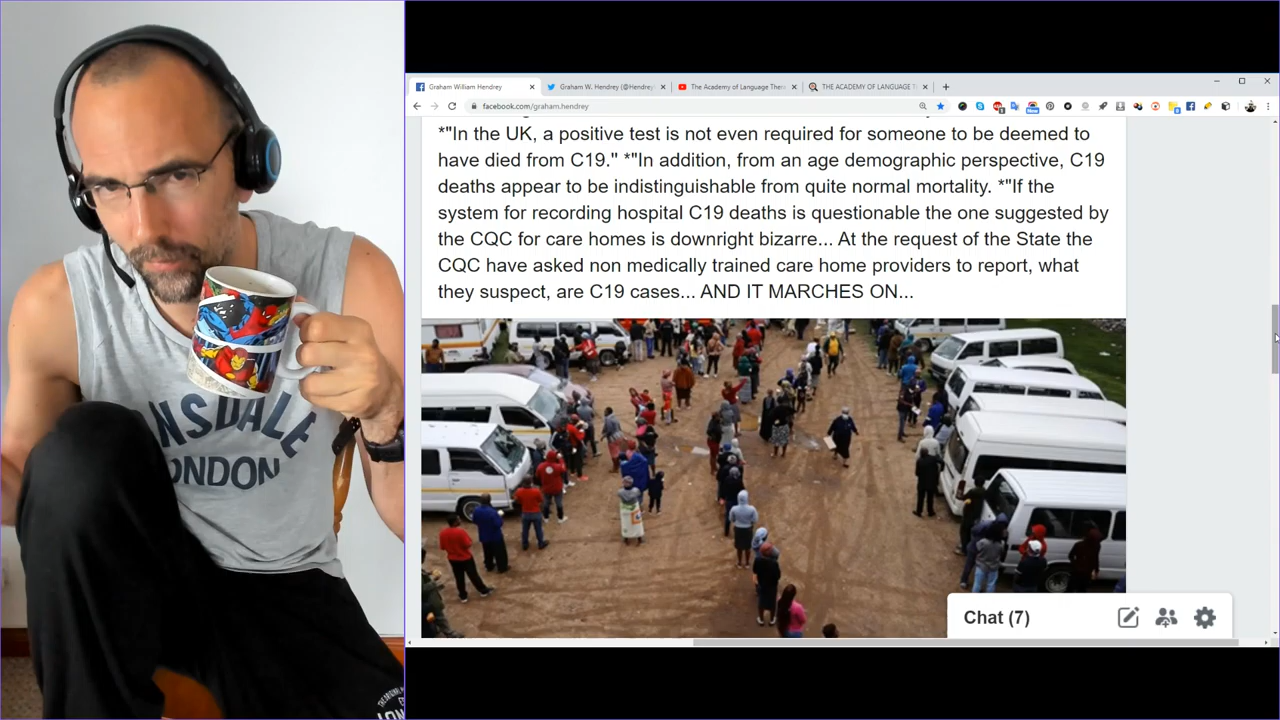 NSDALE
LONDON
Graham William Hendrey
Graham W. Hendrey (@Hendrey
The Academy of Language Ther
THE ACADEMY OF LANGUAGE T
facebook.com/graham.hendrey
*"In the UK, a positive test is not even required for someone to be deemed to
have died from C19." *"In addition, from an age demographic perspective, C19
deaths appear to be indistinguishable from quite normal mortality. *"If the
system for recording hospital C19 deaths is questionable the one suggested by
the CQC for care homes is downright bizarre... At the request of the State the
CQC have asked non medically trained care home providers to report, what
they suspect, are C19 cases... AND IT MARCHES ON...
Chat (7)